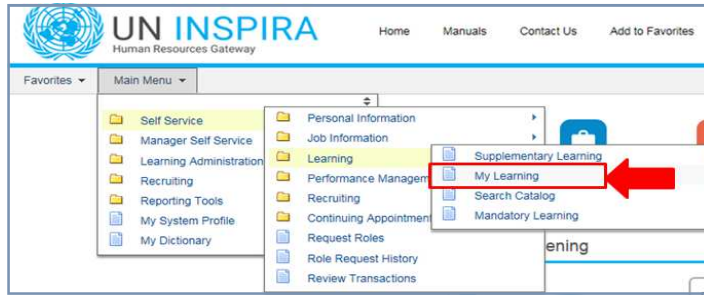 UN INSPIRA
Human Resources Gateway
Home Manuals Contact Us Add to Favorites
Favorites Main Menu
Self Service
Manager Self Service
Learning Administration
Recruiting
Reporting Tools
My System Profile
My Dictionary
Personal Information
Job Information
Learning
Performance Managem
Recruiting
Continuing Appointmen
Request Roles
Role Request History
Review Transactions
Supplementary Learning
My Learning
Search Catalog
Mandatory Learning
ening